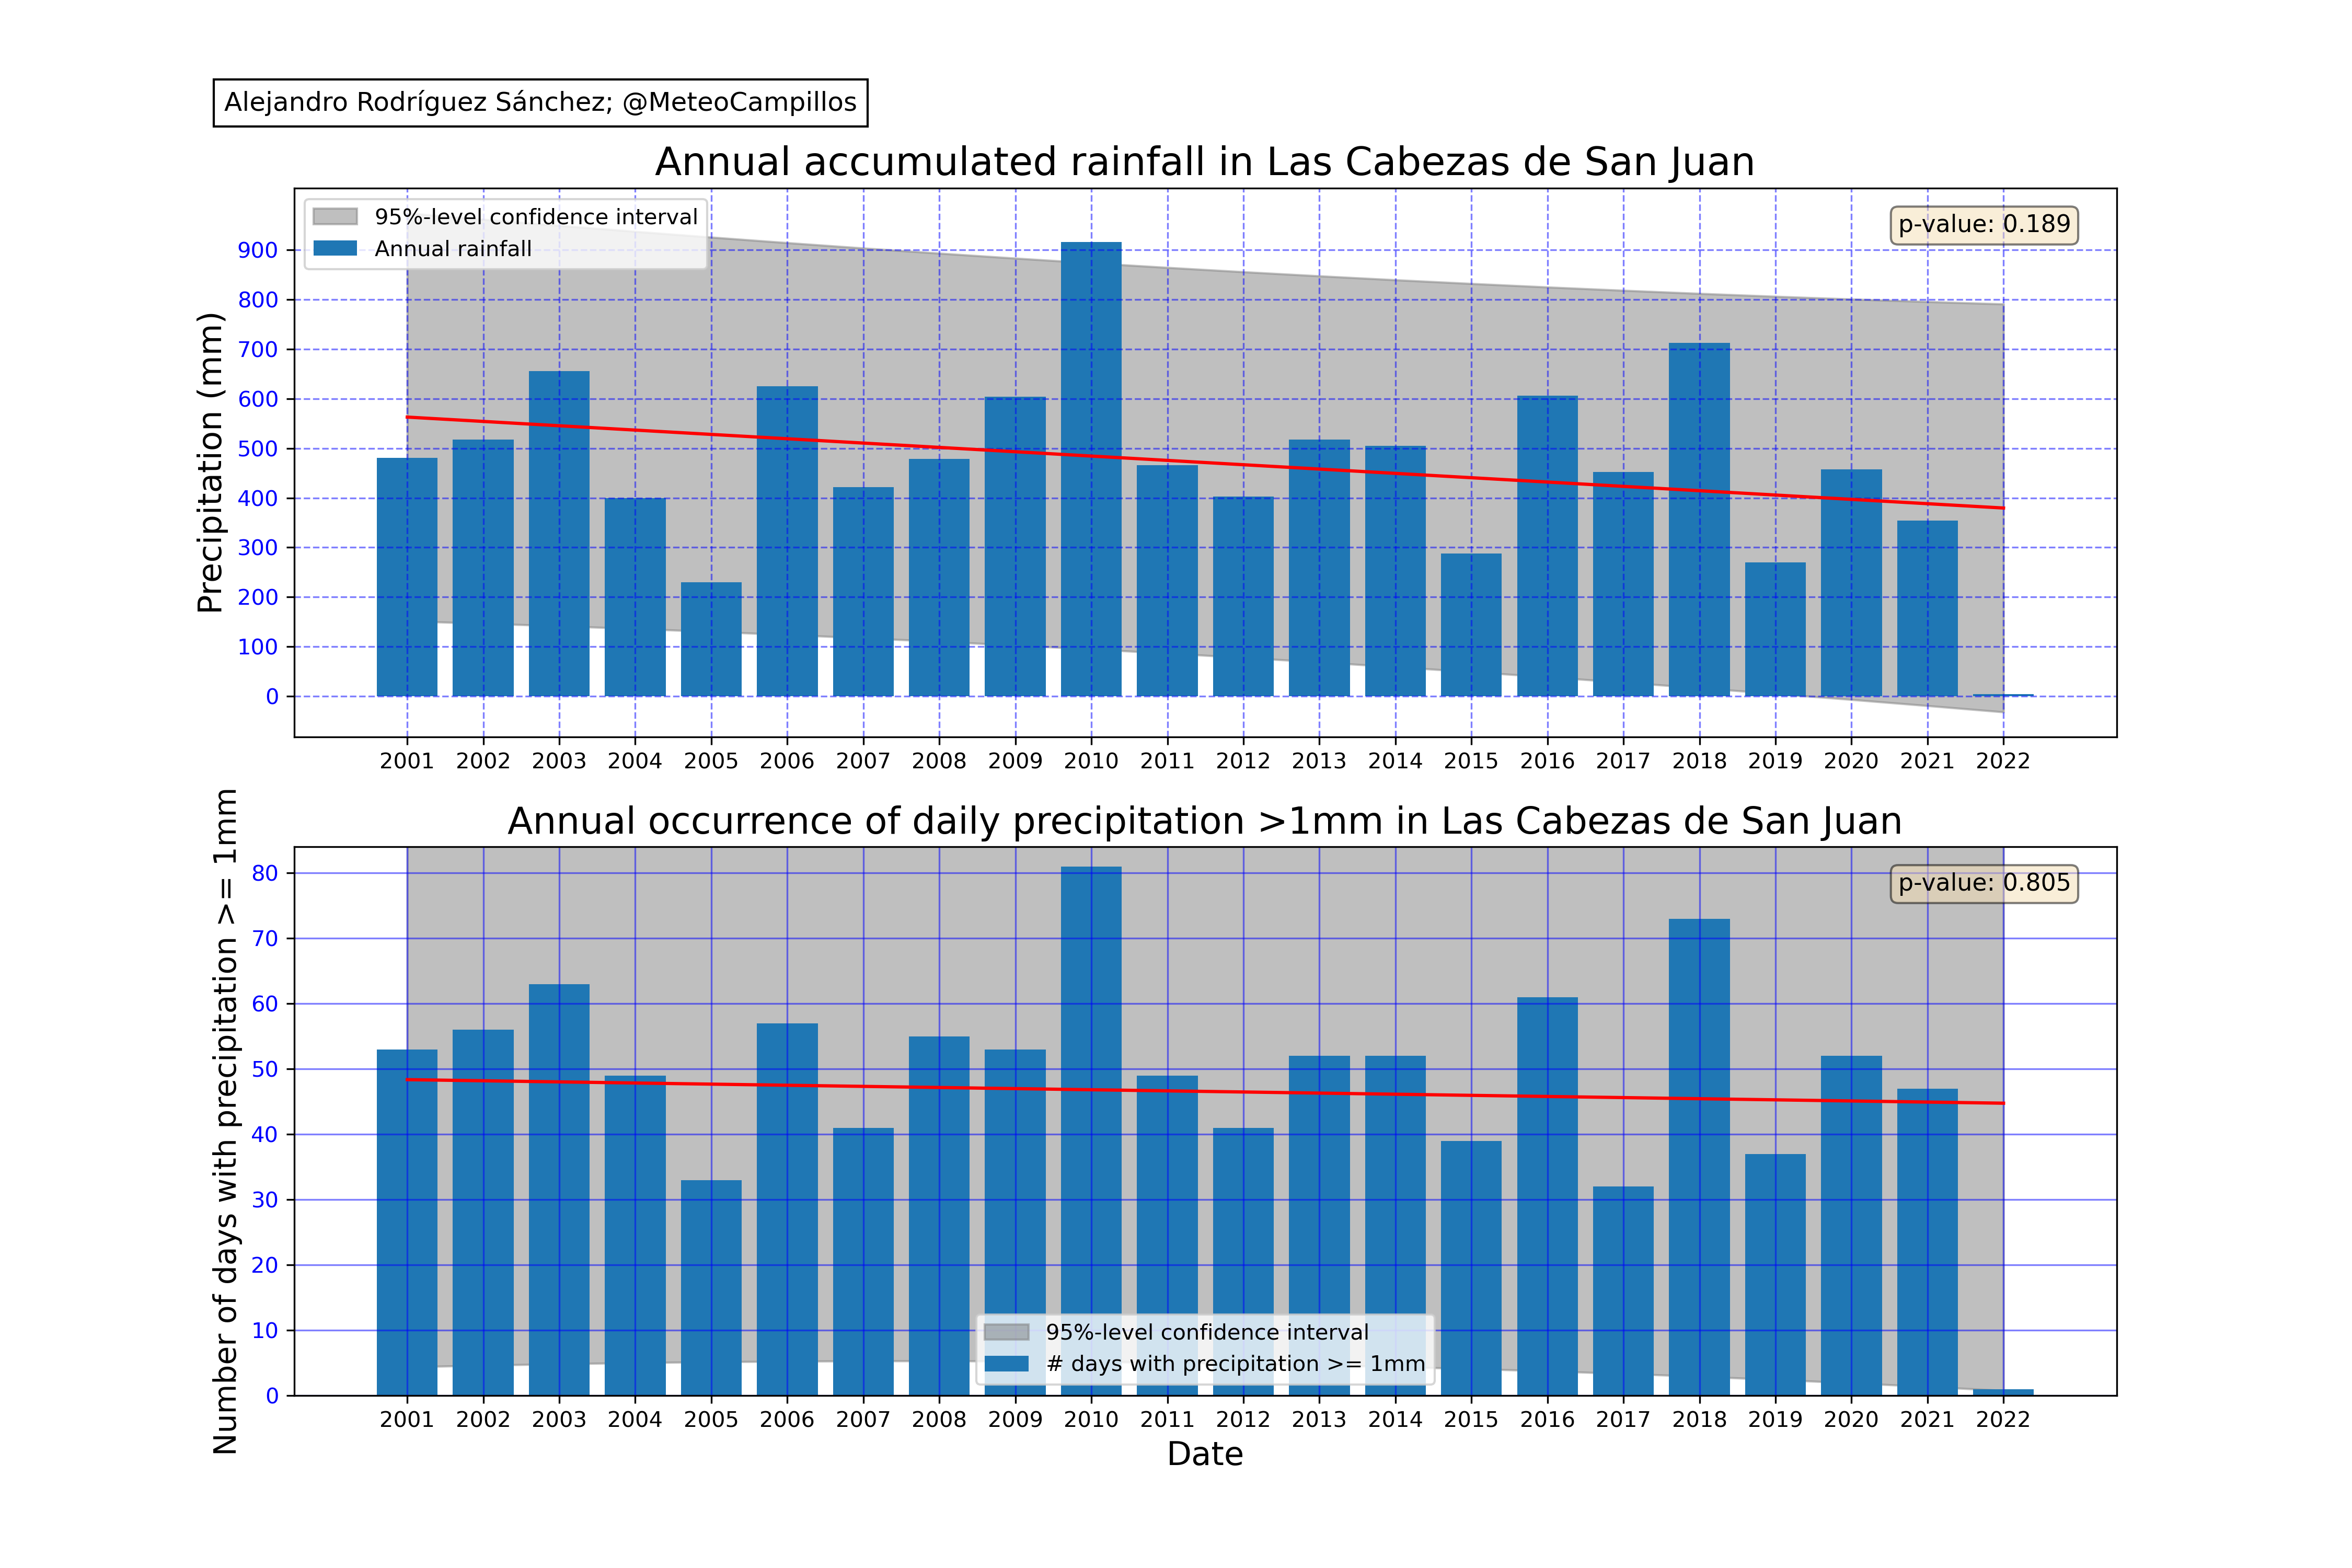 Alejandro Rodríguez Sánchez; @MeteoCampillos
Annual accumulated rainfall in Las Cabezas de San Juan
95%-level confidence interval
Annual rainfall
p-value: 0.189
Precipitation (mm)
900
800
700
600
500
400
300
200
100
0
2001 2002 2003 2004 2005 2006 2007 2008 2009 2010 2011 2012 2013 2014 2015 2016 2017 2018 2019 2020 2021 2022
Annual occurrence of daily precipitation >1mm in Las Cabezas de San Juan
p-value: 0.805
Number of days with precipitation >= 1mm
80
70
60
50
40
30
20
10
0
95%-level confidence interval
# days with precipitation >= 1mm
2001 2002 2003 2004 2005 2006 2007 2008 2009 2010 2011 2012 2013 2014 2015 2016 2017 2018 2019 2020 2021 2022
Date